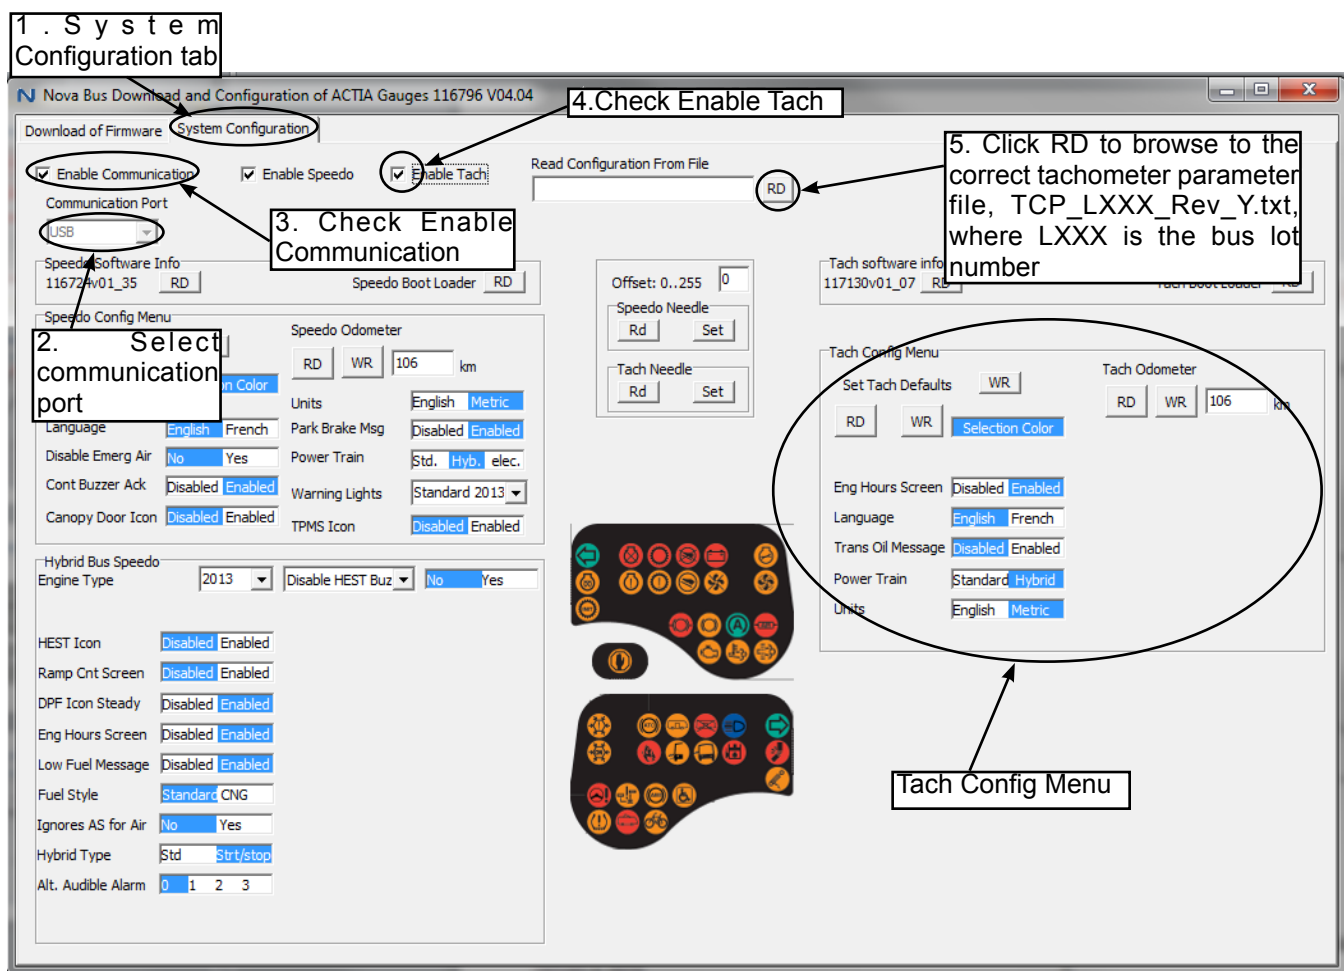 1 . S y s t e m
Configuration tab
Nova Bus Download and Configuration of ACTIA Gauges 116796 V04.04
4.Check Enable Tach
Download of Firmware
System Configuration
Enable Communication
Enable Speedo
Enable Tach
Read Configuration From File
RD
5. Click RD to browse to the
correct tachometer parameter
file, TCP_LXXX_Rev_Y.txt,
where LXXX is the bus lot
number
Communication Port
USB
3. Check Enable
Communication
Speedo Software Info
116724v01_35 RD
Speedo Boot Loader RD
Offset: 0..255 0
Speedo Needle
Rd Set
Tach Needle
Rd Set
Tach software info
117130v01_07 RD
Tach Boot Loader RD
Speedo Config Menu
2. Select
communication
port
on Color
Speedo Odometer
RD WR 106 km
Units English Metric
Language English French
Park Brake Msg Disabled Enabled
Disable Emerg Air No Yes
Power Train Std. Hyb. elec.
Cont Buzzer Ack Disabled Enabled
Warning Lights Standard 2013
Canopy Door Icon Disabled Enabled
TPMS Icon Disabled Enabled
Tach Config Menu
Set Tach Defaults WR
RD WR Selection Color
Tach Odometer
RD WR 106 km
Eng Hours Screen Disabled Enabled
Language English French
Trans Oil Message Disabled Enabled
Power Train Standard Hybrid
Units English Metric
Hybrid Bus Speedo
Engine Type 2013 Disable HEST Buz No Yes
HEST Icon Disabled Enabled
Ramp Cnt Screen Disabled Enabled
DPF Icon Steady Disabled Enabled
Eng Hours Screen Disabled Enabled
Low Fuel Message Disabled Enabled
Fuel Style Standard CNG
Ignores AS for Air No Yes
Hybrid Type Std Strt/stop
Alt. Audible Alarm 0 1 2 3
Tach Config Menu